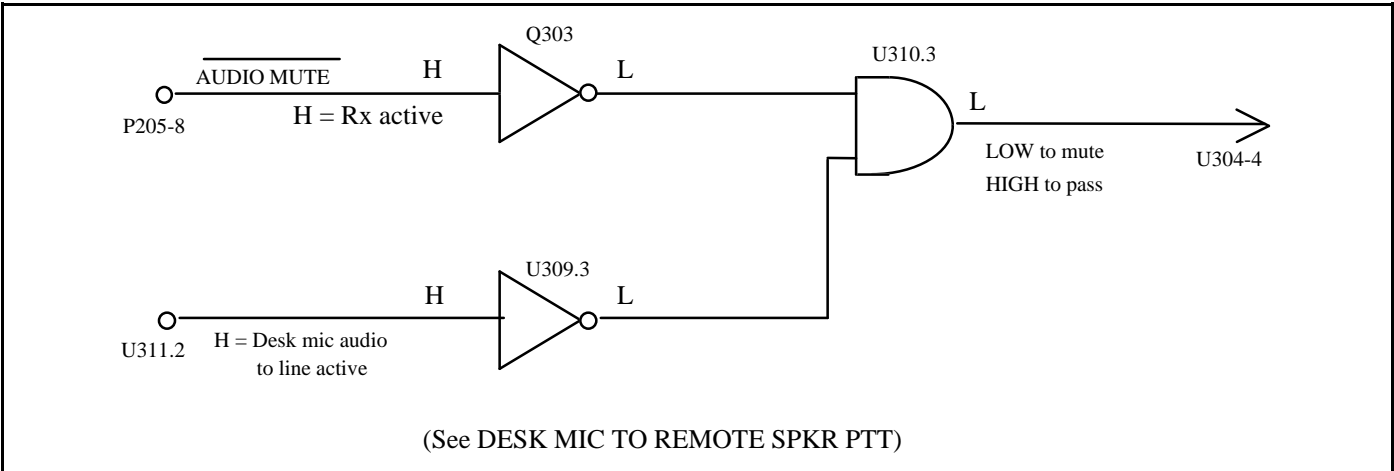 Q303
U310.3
AUDIO MUTE
H
L
L
P205-8
H = Rx active
LOW to mute
HIGH to pass
U304-4
U309.3
H
L
U311.2
H = Desk mic audio
to line active
(See DESK MIC TO REMOTE SPKR PTT)